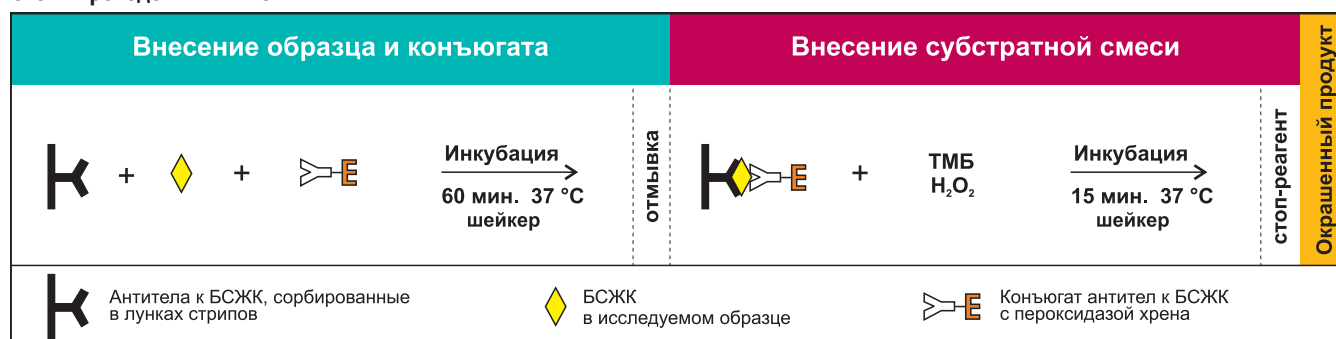 Внесение образца и конъюгата
Внесение субстратной смеси
Окрашенный продукт
+
+
E
Инкубация
60 мин. 37 °C
шейкер
отмывка
E
+
ТМБ
H₂O₂
Инкубация
15 мин. 37 °C
шейкер
стоп-реагент
Антитела к БСЖК, сорбированные
в лунках стрипов
БСЖК
в исследуемом образце
E
Конъюгат антител к БСЖК
с пероксидазой хрена